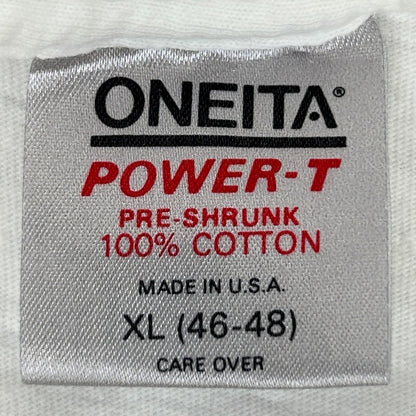 ONEITA®
POWER-T
PRE-SHRUNK
100% COTTON
MADE IN U.S.A.
XL (46-48)
CARE OVER